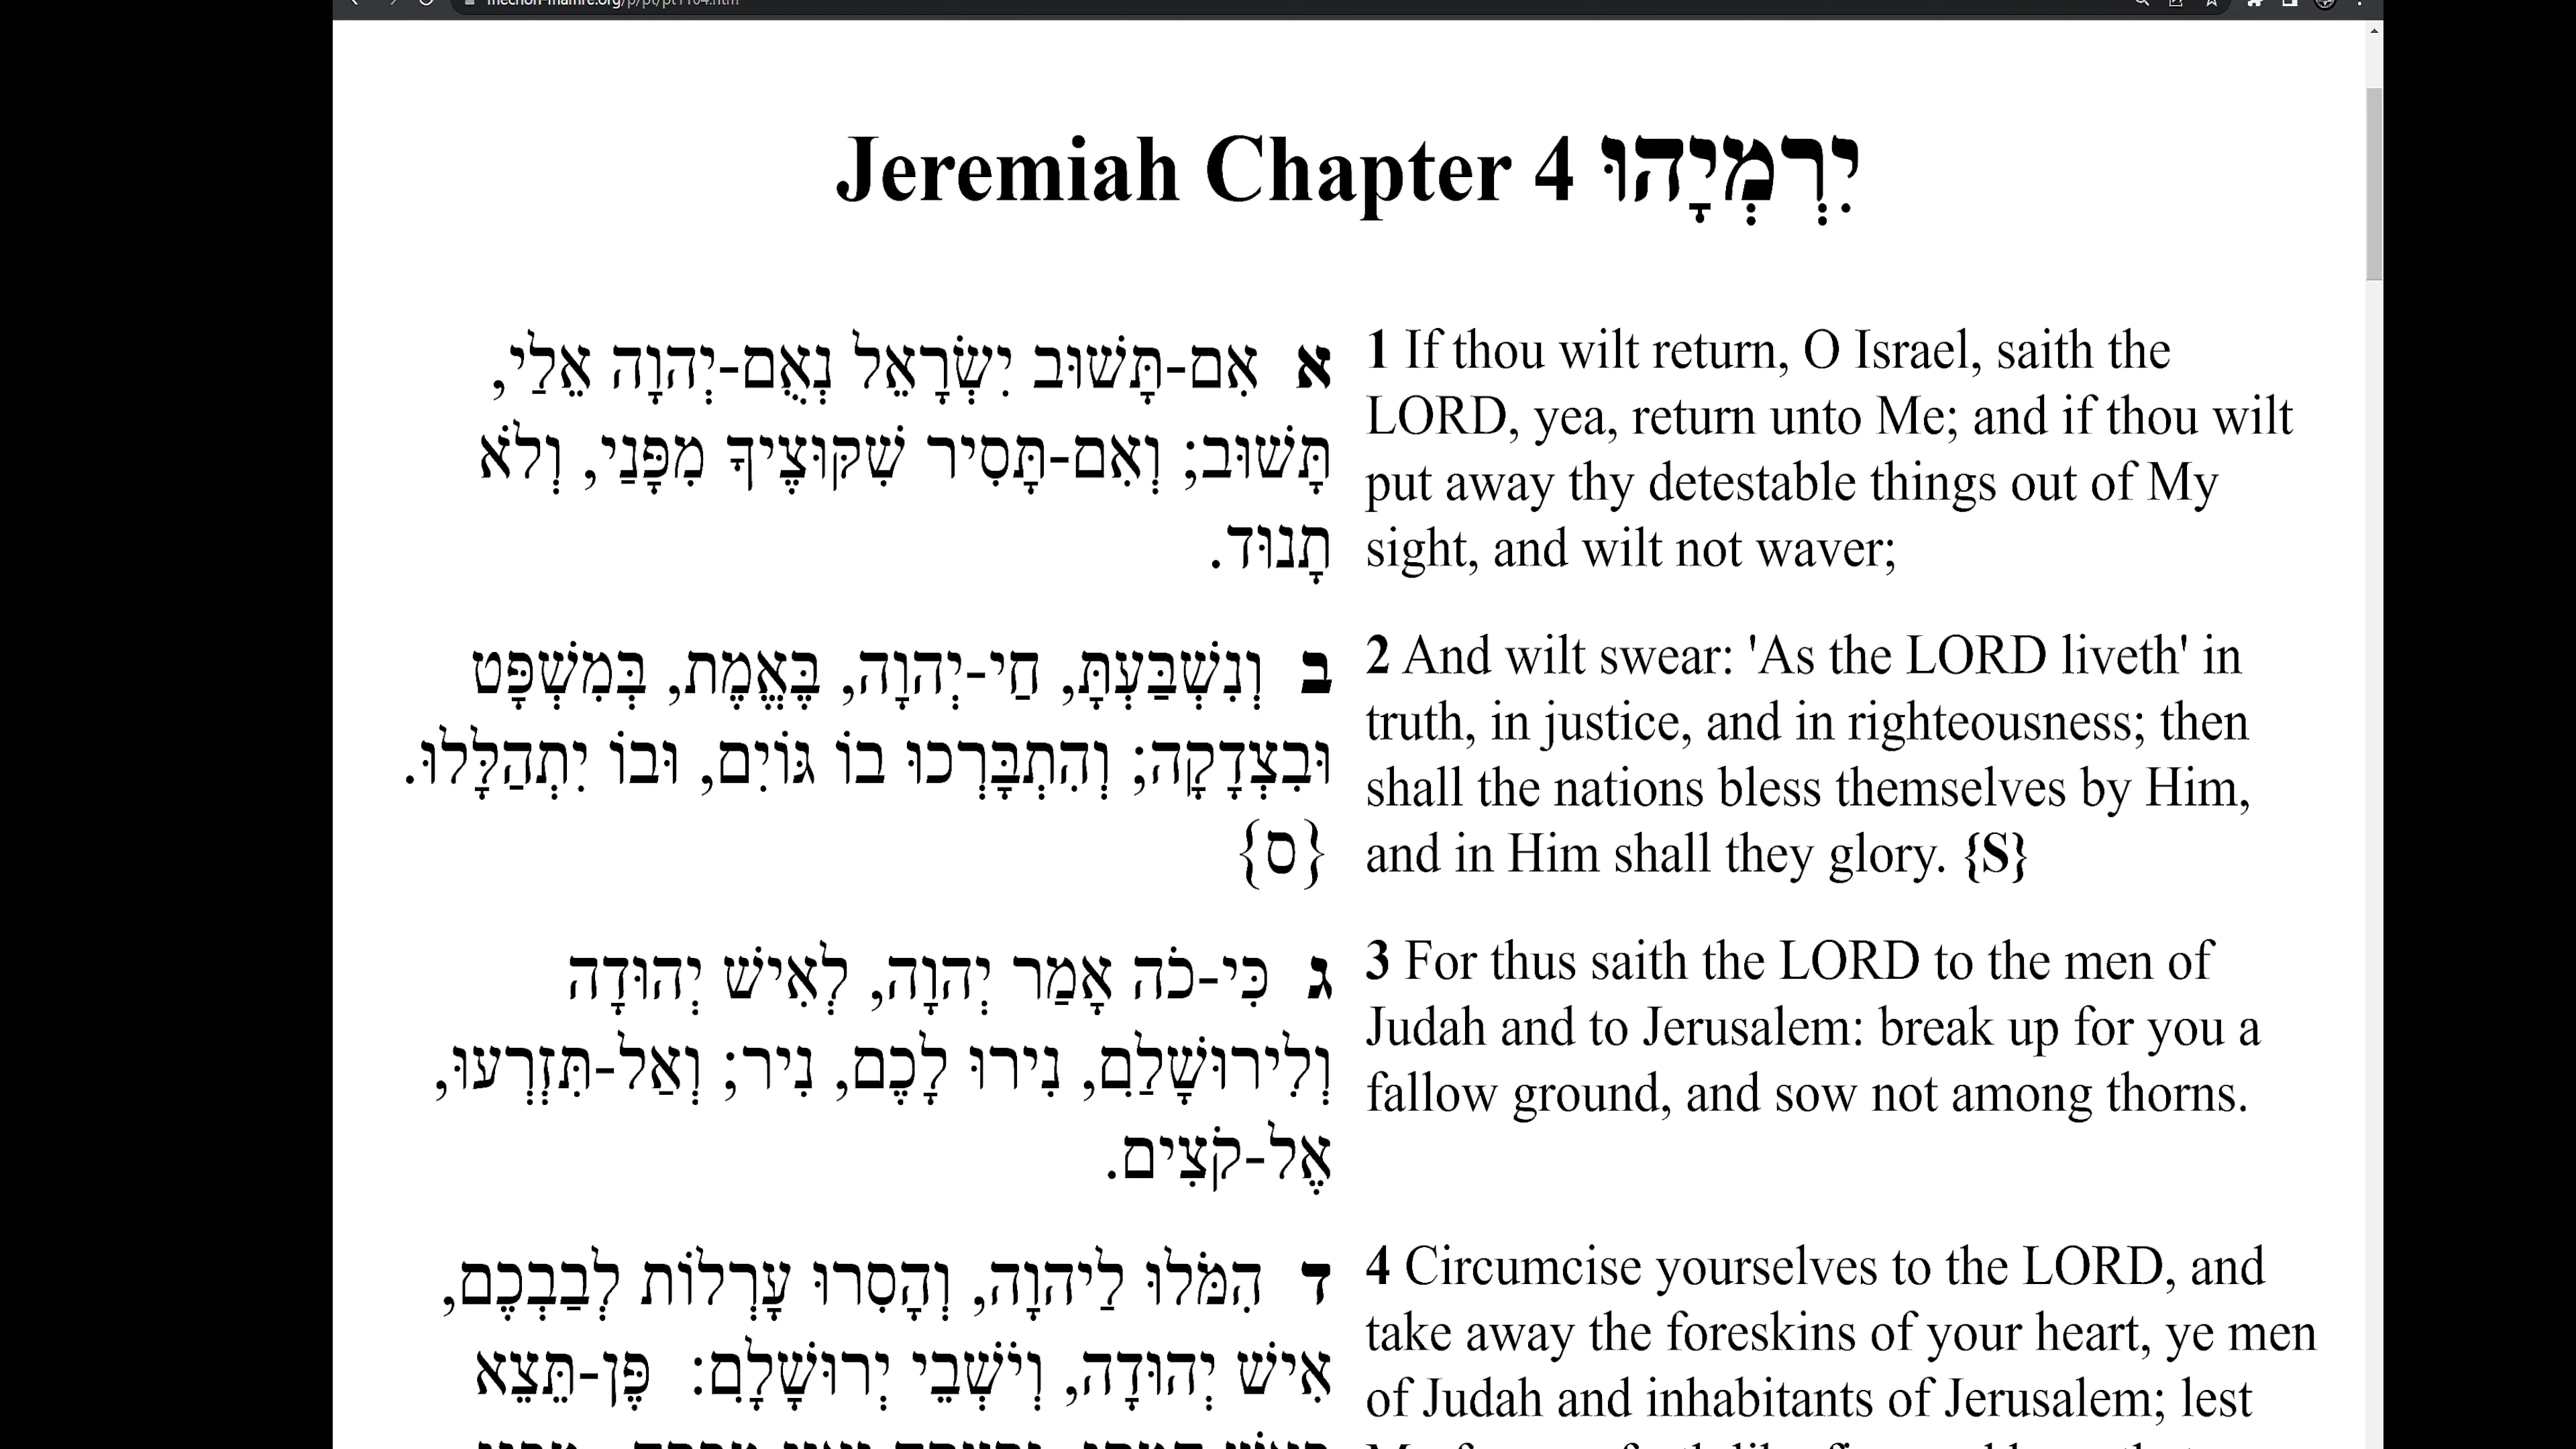 mechon-mamre.org/p/pt/pt1104.htm
Jeremiah Chapter 4 יִרְמְיָהוּ
א אִם-תָּשׁוּב יִשְׂרָאֵל נְאֻם-יְהוָה אֵלַי,
תָּשׁוּב; וְאִם-תָּסִיר שִׁקּוּצֶיךָ מִפָּנַי, וְלֹא
תָנוּד.
1 If thou wilt return, O Israel, saith the
LORD, yea, return unto Me; and if thou wilt
put away thy detestable things out of My
sight, and wilt not waver;
ב וְנִשְׁבַּעְתָּ, חַי-יְהוָה, בֶּאֱמֶת, בְּמִשְׁפָּט
וּבִצְדָקָה; וְהִתְבָּרְכוּ בוֹ גּוֹיִם, וּבוֹ יִתְהַלָּלוּ.
{ס}
2 And wilt swear: 'As the LORD liveth' in
truth, in justice, and in righteousness; then
shall the nations bless themselves by Him,
and in Him shall they glory. {S}
ג כִּי-כֹה אָמַר יְהוָה, לְאִישׁ יְהוּדָה
וְלִירוּשָׁלִַם, נִירוּ לָכֶם, נִיר; וְאַל-תִּזְרְעוּ,
אֶל-קֹצִים.
3 For thus saith the LORD to the men of
Judah and to Jerusalem: break up for you a
fallow ground, and sow not among thorns.
ד הִמֹּלוּ לַיהוָה, וְהָסִרוּ עָרְלוֹת לְבַבְכֶם,
אִישׁ יְהוּדָה, וְיֹשְׁבֵי יְרוּשָׁלִָם: פֶּן-תֵּצֵא
4 Circumcise yourselves to the LORD, and
take away the foreskins of your heart, ye men
of Judah and inhabitants of Jerusalem; lest